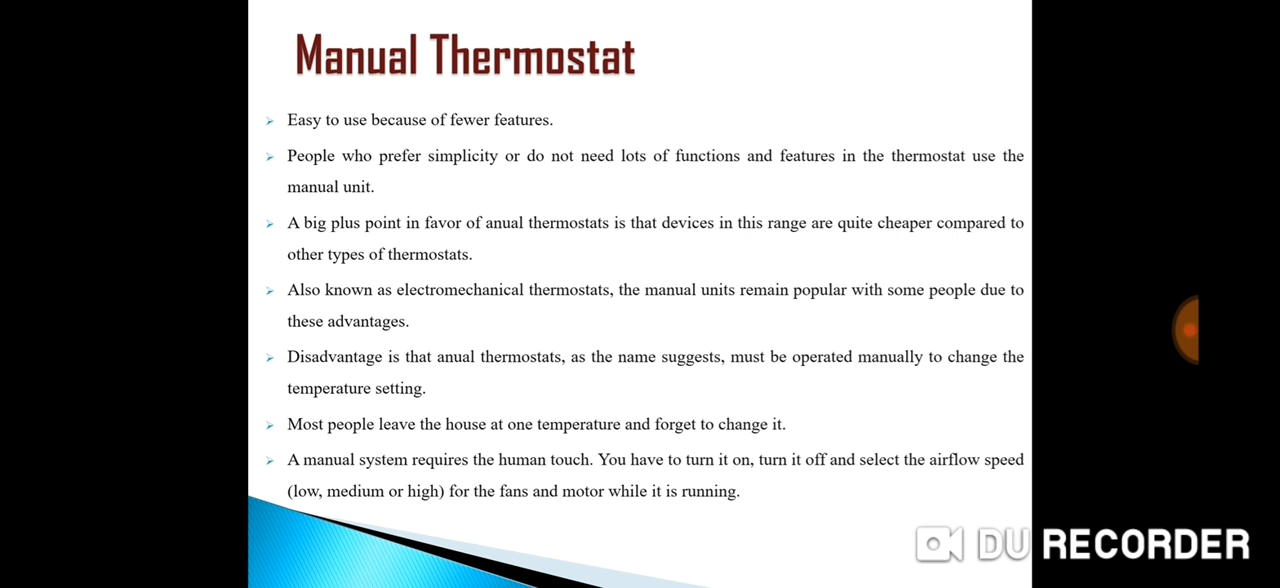 Manual Thermostat
Easy to use because of fewer features.
People who prefer simplicity or do not need lots of functions and features in the thermostat use the
manual unit.
A big plus point in favor of anual thermostats is that devices in this range are quite cheaper compared to
other types of thermostats.
Also known as electromechanical thermostats, the manual units remain popular with some people due to
these advantages.
Disadvantage is that anual thermostats, as the name suggests, must be operated manually to change the
temperature setting.
Most people leave the house at one temperature and forget to change it.
A manual system requires the human touch. You have to turn it on, turn it off and select the airflow speed
(low, medium or high) for the fans and motor while it is running.
DU RECORDER